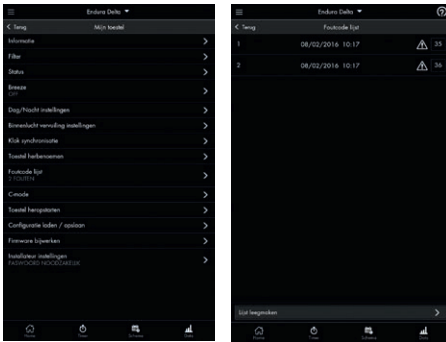 Endura Delta
< Terug
Mijn toestel
Informatie
Filter
Status
Breeze
OFF
Dag/Nacht instellingen
Binnenlucht vervuiling instellingen
Klok synchronisatie
Toestel herbenoemen
Foutcode lijst
2 FOUTEN
C-mode
Toestel heropstarten
Configuratie laden / opslaan
Firmware bijwerken
Installateur instellingen
PASWOORD NOODZAKELIJK
Home
Timer
Schema
Data
Endura Delta
?
< Terug
Foutcode lijst
1 08/02/2016 10:17 35
2 08/02/2016 10:17 36
Lijst leegmaken
Home
Timer
Schema
Data